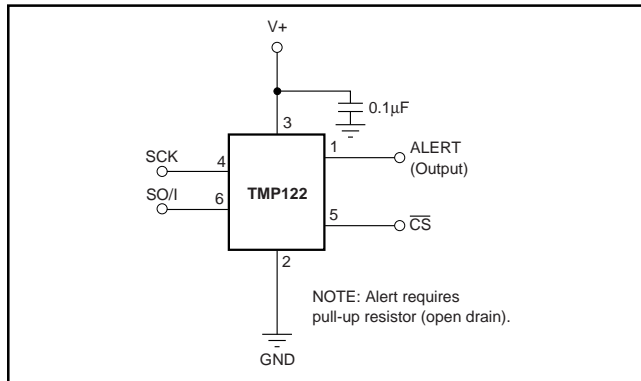 V+
0.1μF
3
1
ALERT
(Output)
SCK
4
SO/I
6
TMP122
5
CS
2
NOTE: Alert requires
pull-up resistor (open drain).
GND